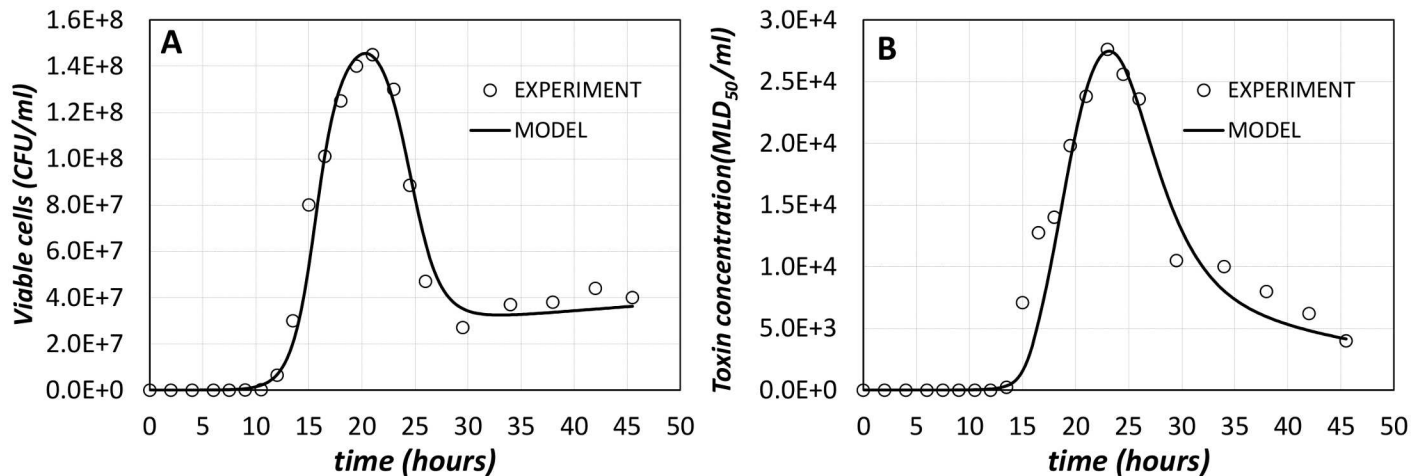 A
Viable cells (CFU/ml)
1.6E+8
1.4E+8
1.2E+8
1.0E+8
8.0E+7
6.0E+7
4.0E+7
2.0E+7
0.0E+0
EXPERIMENT
MODEL
0 5 10 15 20 25 30 35 40 45 50
time (hours)
B
Toxin concentration(MLD50/ml)
3.0E+4
2.5E+4
2.0E+4
1.5E+4
1.0E+4
5.0E+3
0.0E+0
EXPERIMENT
MODEL
0 5 10 15 20 25 30 35 40 45 50
time (hours)